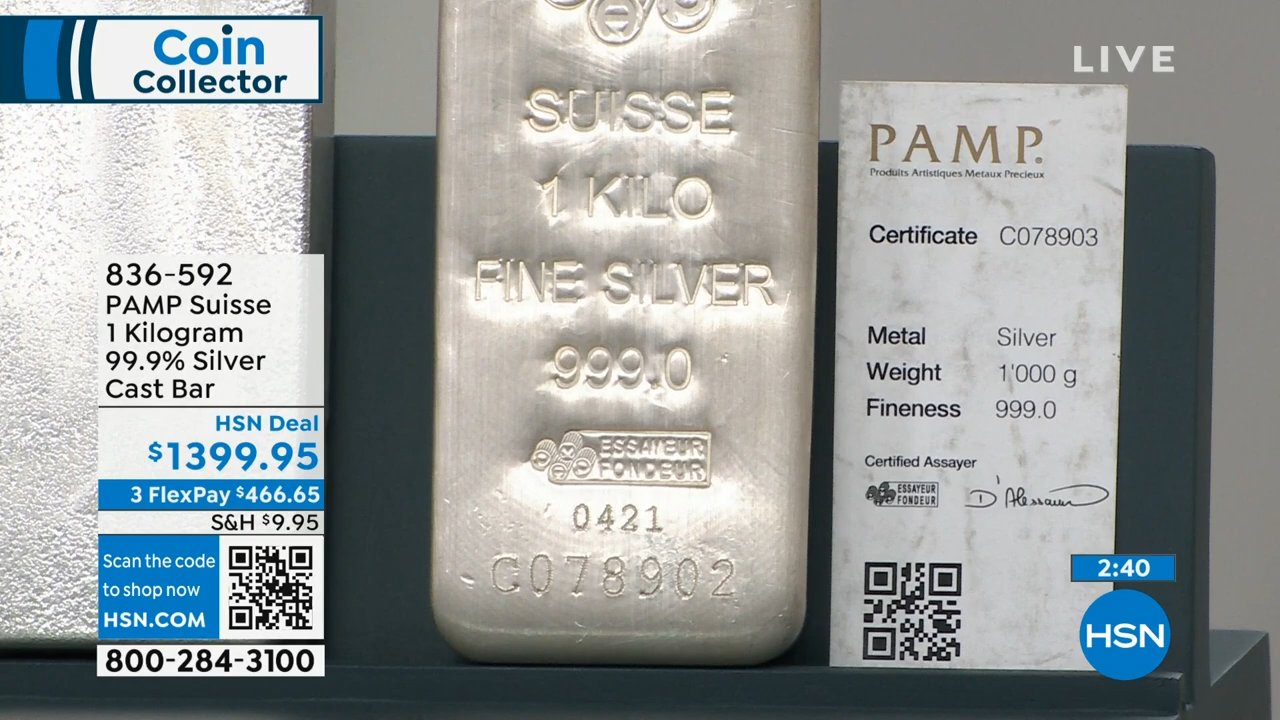 Coin
Collector
LIVE
836-592
PAMP Suisse
1 Kilogram
99.9% Silver
Cast Bar
HSN Deal
$1399.95
3 FlexPay $466.65
S&H $9.95
Scan the code
to shop now
HSN.COM
800-284-3100
SUISSE
1 KILO
FINE SILVER
999.0
ESSAYEUR
FONDEUR
0421
C078902
PAMP.
Produits Artistiques Metaux Precieux
Certificate C078903
Metal Silver
Weight 1'000 g
Fineness 999.0
Certified Assayer
ESSAYEUR
FONDEUR
2:40
HSN